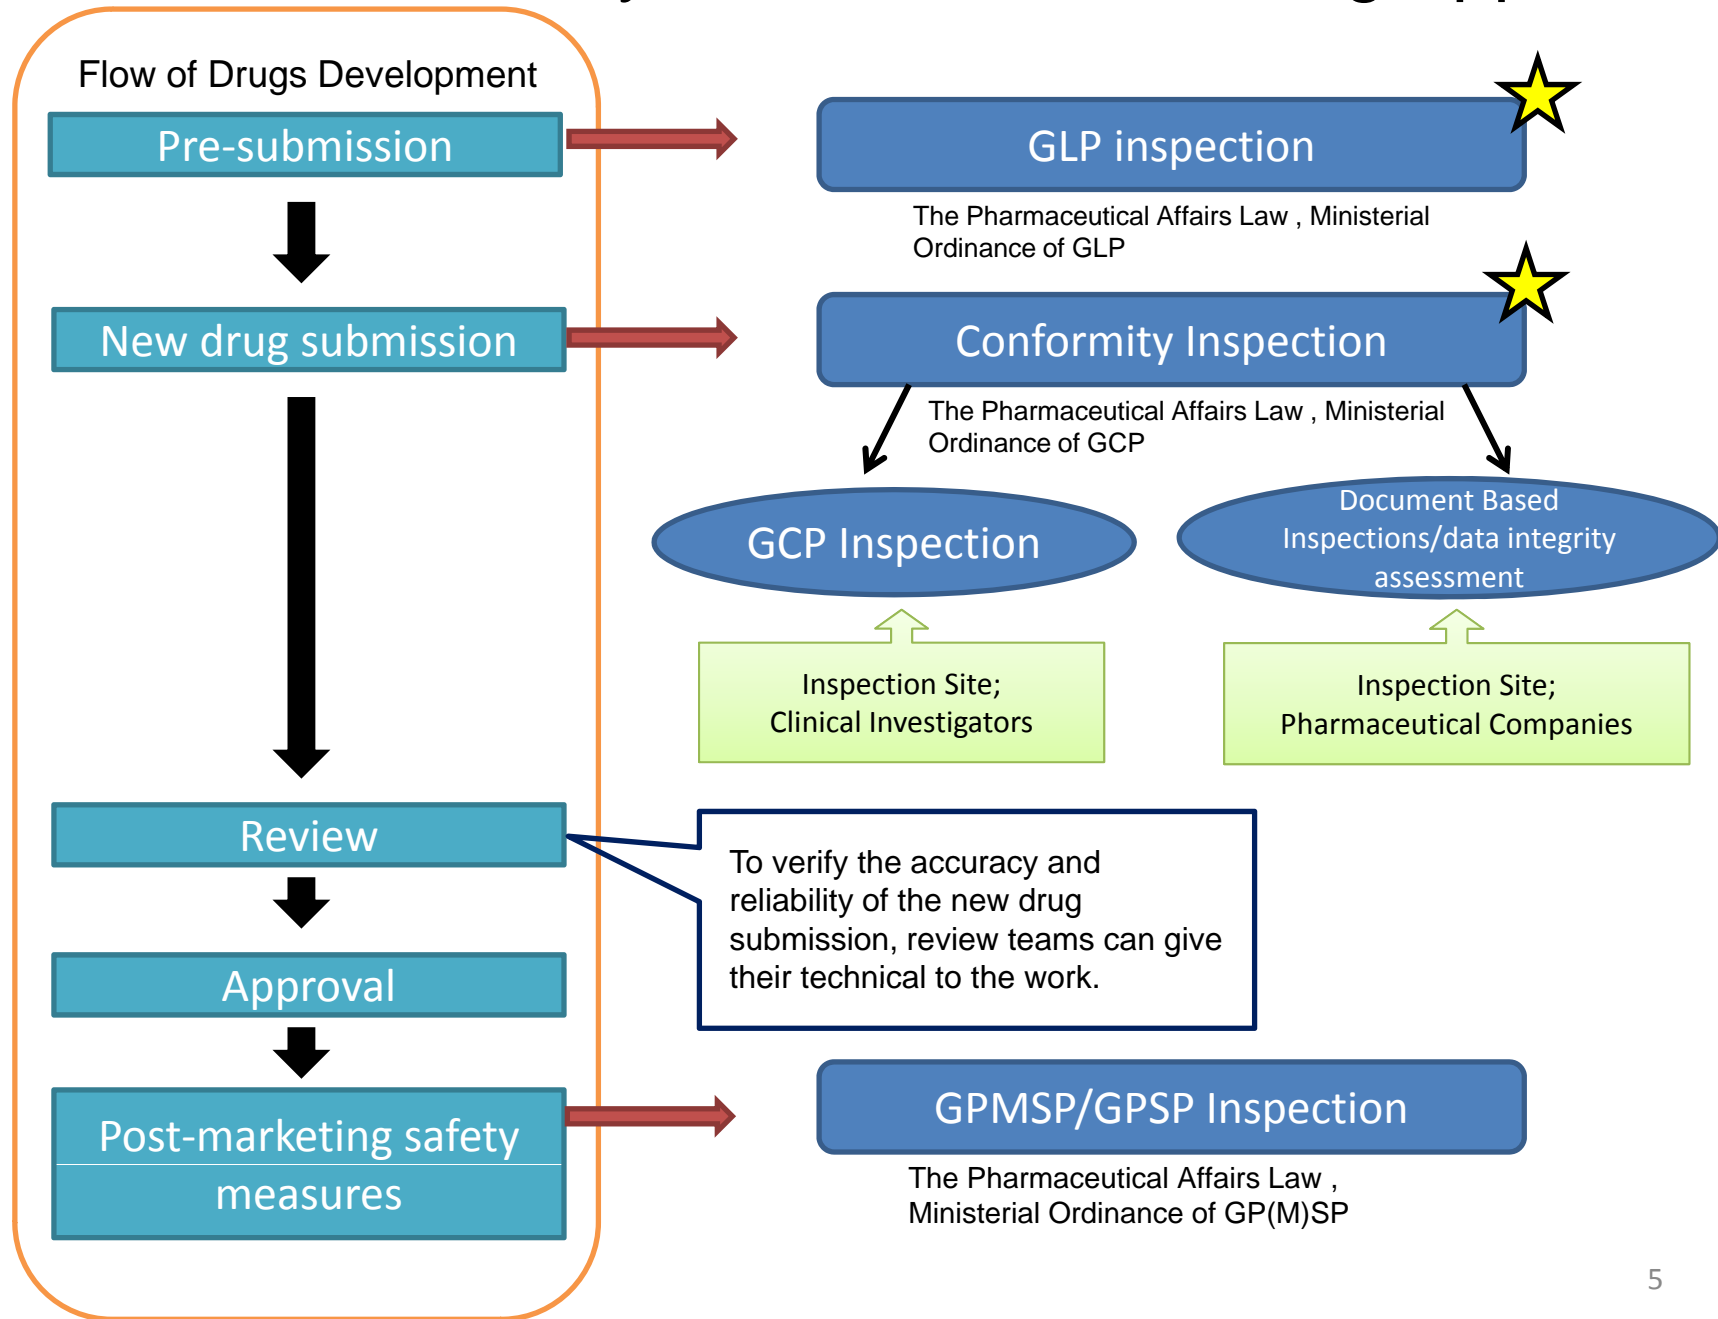 Flow of Drugs Development
Pre-submission
GLP inspection
The Pharmaceutical Affairs Law , Ministerial
Ordinance of GLP
New drug submission
Conformity Inspection
The Pharmaceutical Affairs Law , Ministerial
Ordinance of GCP
GCP Inspection
Document Based
Inspections/data integrity
assessment
Inspection Site;
Clinical Investigators
Inspection Site;
Pharmaceutical Companies
Review
To verify the accuracy and
reliability of the new drug
submission, review teams can give
their technical to the work.
Approval
Post-marketing safety
measures
GPMSP/GPSP Inspection
The Pharmaceutical Affairs Law ,
Ministerial Ordinance of GP(M)SP
5